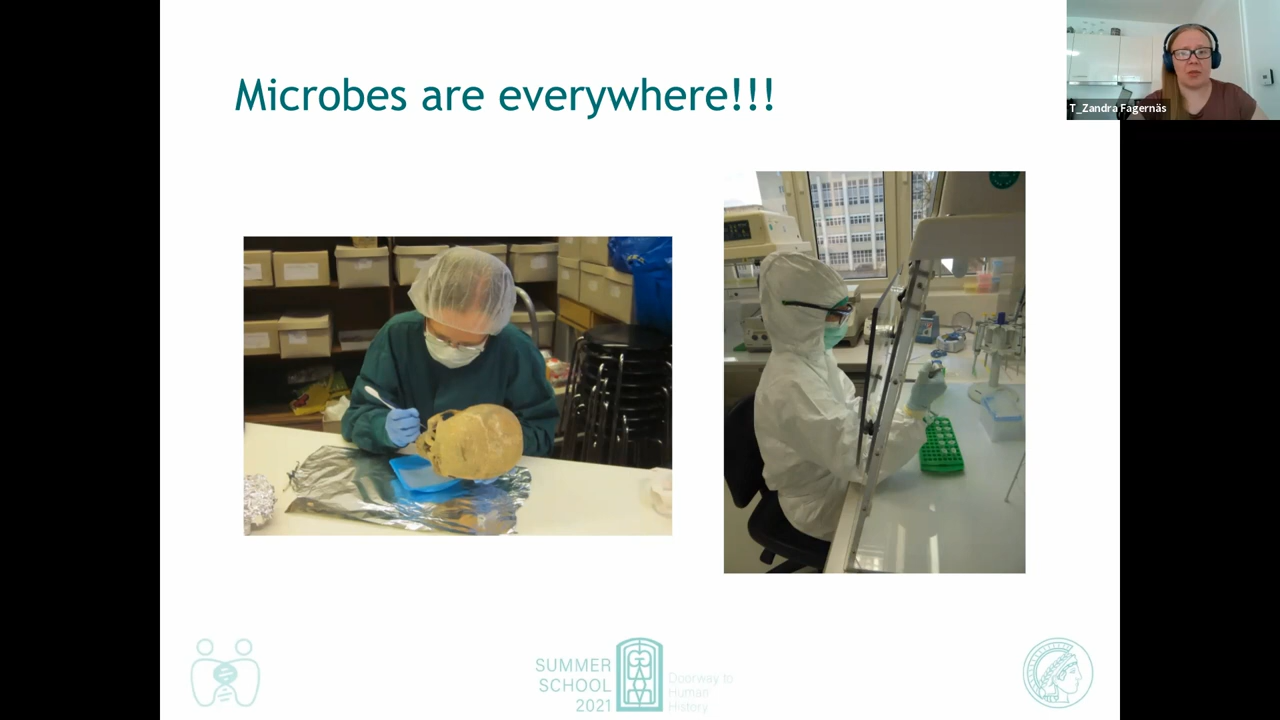 Microbes are everywhere!!!
T_Zandra Fagernäs
SUMMER
SCHOOL
2021
Doorway to
Human
History